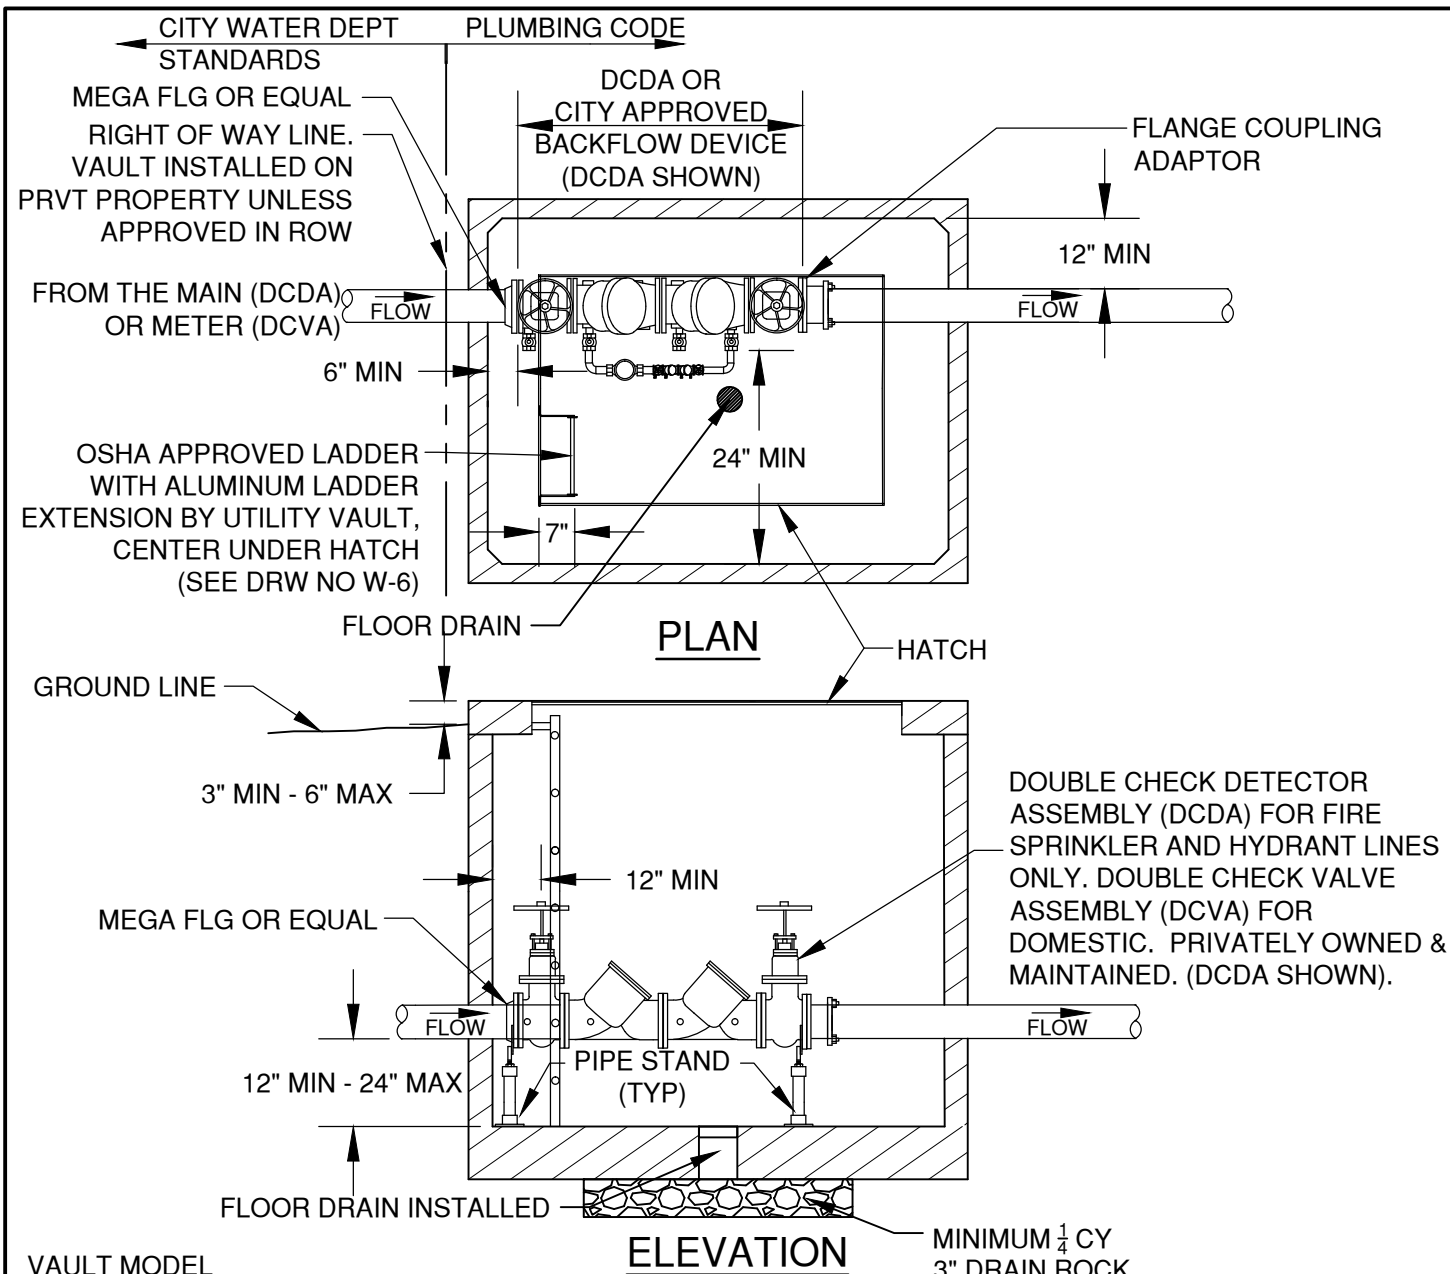 CITY WATER DEPT
STANDARDS
PLUMBING CODE
MEGA FLG OR EQUAL
RIGHT OF WAY LINE.
VAULT INSTALLED ON
PRVT PROPERTY UNLESS
APPROVED IN ROW
DCDA OR
CITY APPROVED
BACKFLOW DEVICE
(DCDA SHOWN)
FLANGE COUPLING
ADAPTOR
12" MIN
FROM THE MAIN (DCDA)
OR METER (DCVA)
FLOW
FLOW
6" MIN
OSHA APPROVED LADDER
WITH ALUMINUM LADDER
EXTENSION BY UTILITY VAULT,
CENTER UNDER HATCH
(SEE DRW NO W-6)
24" MIN
7"
FLOOR DRAIN
PLAN
HATCH
GROUND LINE
3" MIN - 6" MAX
12" MIN
MEGA FLG OR EQUAL
DOUBLE CHECK DETECTOR
ASSEMBLY (DCDA) FOR FIRE
SPRINKLER AND HYDRANT LINES
ONLY. DOUBLE CHECK VALVE
ASSEMBLY (DCVA) FOR
DOMESTIC. PRIVATELY OWNED &
MAINTAINED. (DCDA SHOWN).
FLOW
FLOW
12" MIN - 24" MAX
PIPE STAND
(TYP)
FLOOR DRAIN INSTALLED
ELEVATION
MINIMUM 1/4 CY
3" DRAIN ROCK
VAULT MODEL